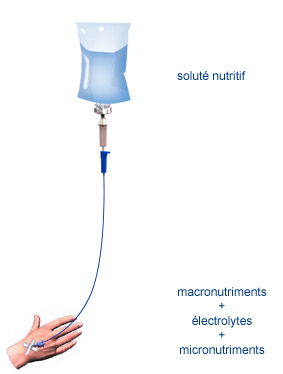 soluté nutritif
macronutriments
+
électrolytes
+
micronutriments